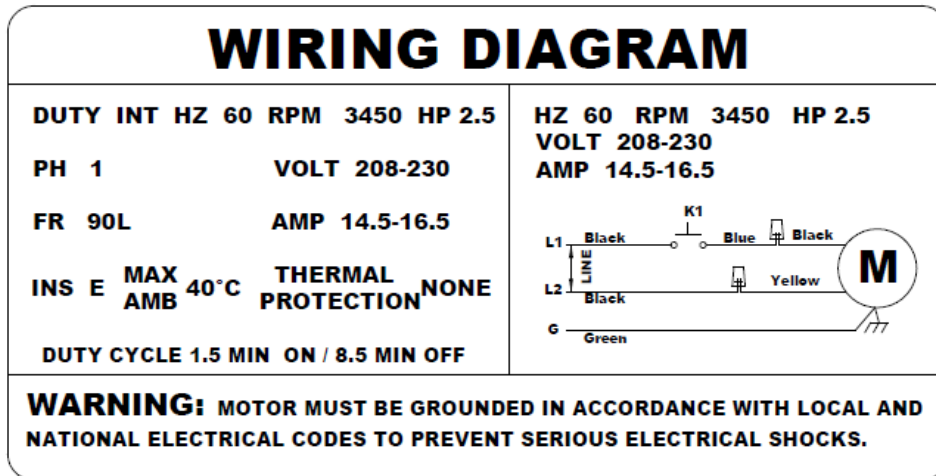 WIRING DIAGRAM
DUTY INT HZ 60 RPM 3450 HP 2.5
PH 1 VOLT 208-230
FR 90L AMP 14.5-16.5
INS E MAX AMB 40°C THERMAL PROTECTION NONE
DUTY CYCLE 1.5 MIN ON / 8.5 MIN OFF
HZ 60 RPM 3450 HP 2.5
VOLT 208-230
AMP 14.5-16.5
K1
L1 Black Blue Black
LINE
M
L2 Black Yellow
G Green
WARNING: MOTOR MUST BE GROUNDED IN ACCORDANCE WITH LOCAL AND
NATIONAL ELECTRICAL CODES TO PREVENT SERIOUS ELECTRICAL SHOCKS.